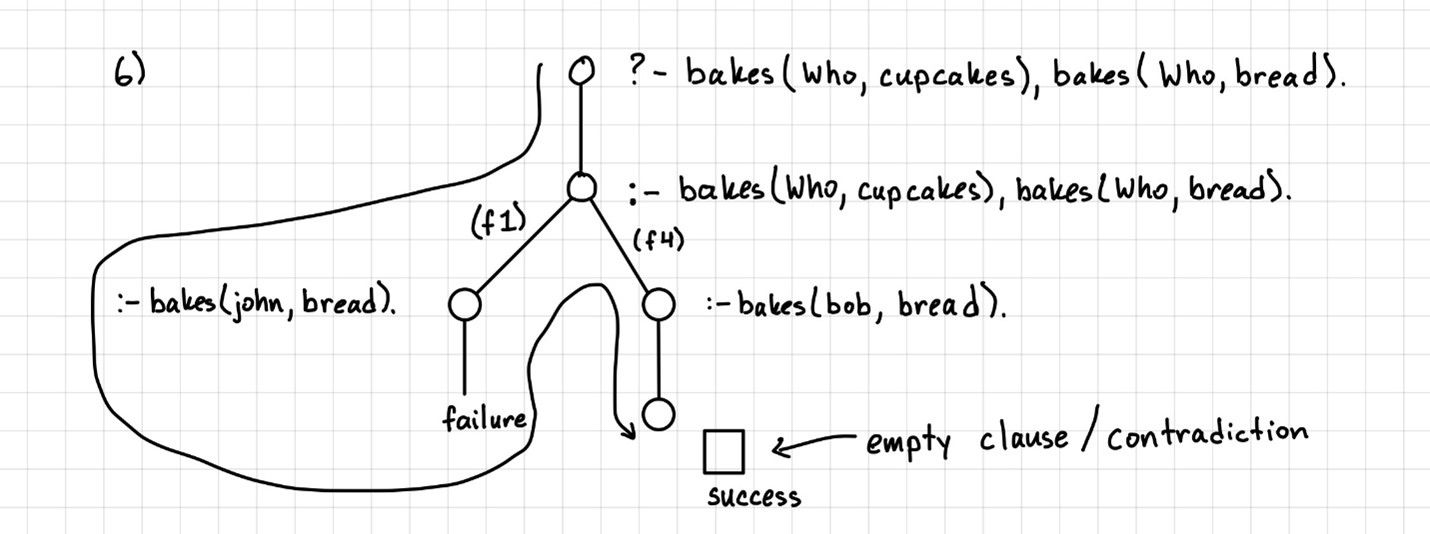 6)
?- bakes(Who, cupcakes), bakes(Who, bread).
:- bakes(Who, cupcakes), bakes(Who, bread).
(f1)
(f4)
:- bakes(john, bread).
:- bakes(bob, bread).
failure
empty clause / contradiction
success